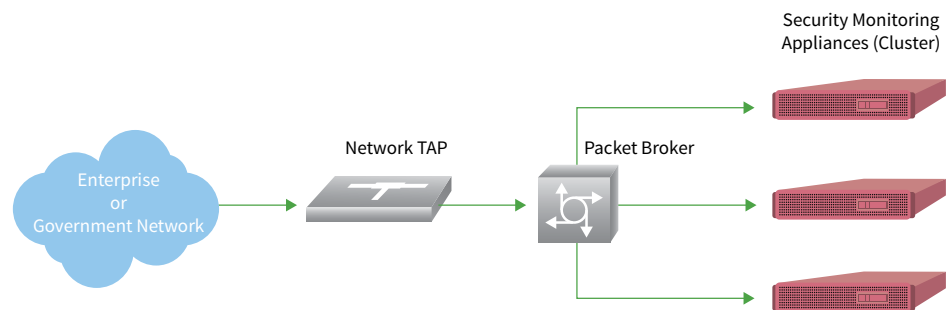 Security Monitoring
Appliances (Cluster)
Network TAP
Packet Broker
Enterprise
or
Government Network